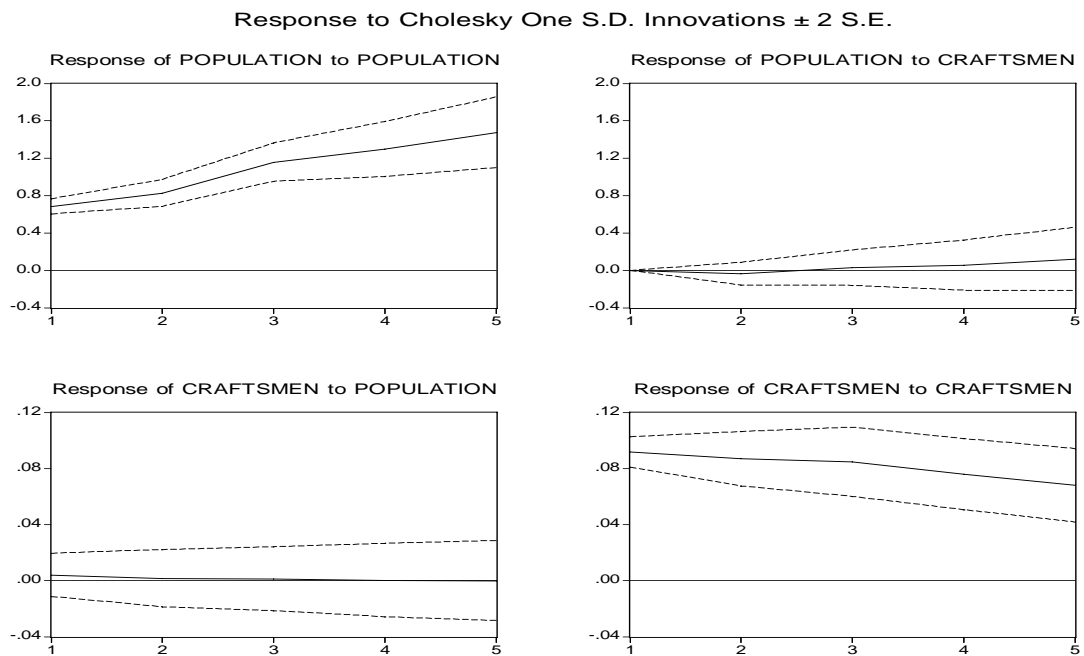 Response to Cholesky One S.D. Innovations ± 2 S.E.
Response of POPULATION to POPULATION
2.0
1.6
1.2
0.8
0.4
0.0
-0.4
1 2 3 4 5
Response of POPULATION to CRAFTSMEN
2.0
1.6
1.2
0.8
0.4
0.0
-0.4
1 2 3 4 5
Response of CRAFTSMEN to POPULATION
.12
.08
.04
.00
-.04
1 2 3 4 5
Response of CRAFTSMEN to CRAFTSMEN
.12
.08
.04
.00
-.04
1 2 3 4 5